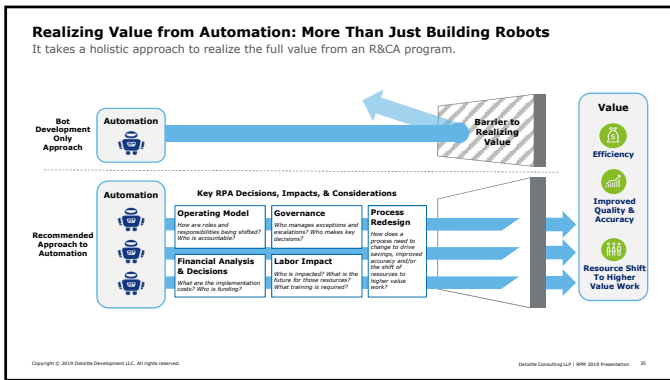 Realizing Value from Automation: More Than Just Building Robots
It takes a holistic approach to realize the full value from an R&CA program.
Bot
Development
Only
Approach
Automation
Barrier to
Realizing
Value
Value
Efficiency
Improved
Quality &
Accuracy
Resource Shift
To Higher
Value Work
Recommended
Approach to
Automation
Automation
Key RPA Decisions, Impacts, & Considerations
Operating Model
How are roles and
responsibilities being shifted?
Who is accountable?
Governance
Who manages exceptions and
escalations? Who makes key
decisions?
Process
Redesign
How does a
process need to
change to drive
savings, improved
accuracy and/or
the shift of
resources to
higher value
work?
Financial Analysis
& Decisions
What are the implementation
costs? Who is funding?
Labor Impact
Who is impacted? What is the
future for those resources?
What training is required?
Copyright © 2019 Deloitte Development LLC. All rights reserved.
Deloitte Consulting LLP | RPM 2019 Presentation 35